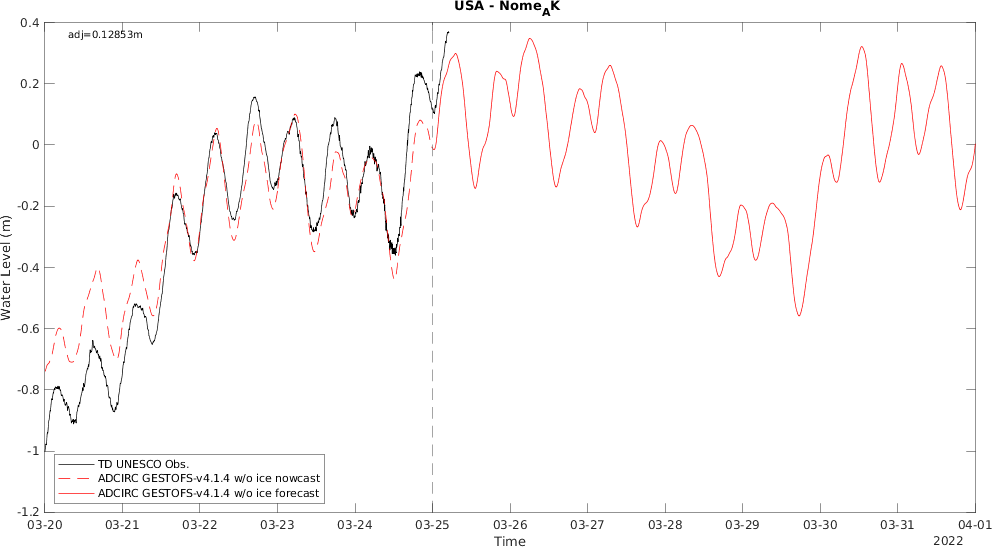 USA - Nome_AK
adj=0.12853m
0.4
0.2
0
-0.2
-0.4
-0.6
-0.8
-1
-1.2
Water Level (m)
TD UNESCO Obs.
ADCIRC GESTOFS-v4.1.4 w/o ice nowcast
ADCIRC GESTOFS-v4.1.4 w/o ice forecast
03-20 03-21 03-22 03-23 03-24 03-25 03-26 03-27 03-28 03-29 03-30 03-31 04-01
Time
2022